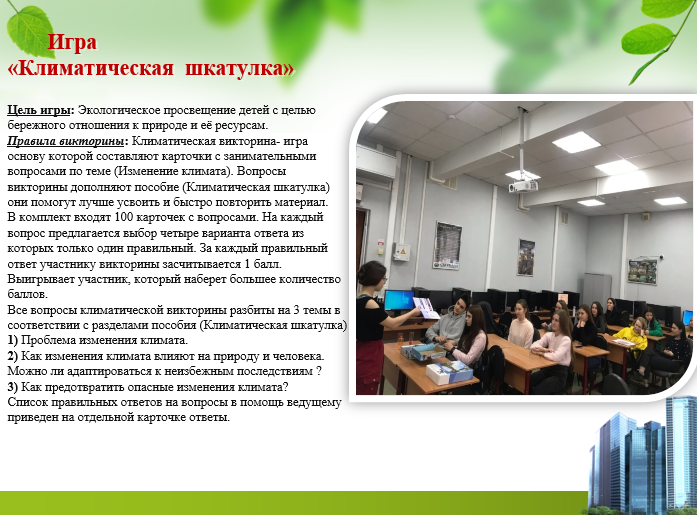 Игра
«Климатическая шкатулка»
Цель игры: Экологическое просвещение детей с целью
бережного отношения к природе и её ресурсам.
Правила викторины: Климатическая викторина- игра
основу которой составляют карточки с занимательными
вопросами по теме (Изменение климата). Вопросы
викторины дополняют пособие (Климатическая шкатулка)
они помогут лучше усвоить и быстро повторить материал.
В комплект входят 100 карточек с вопросами. На каждый
вопрос предлагается выбор четыре варианта ответа из
которых только один правильный. За каждый правильный
ответ участнику викторины засчитывается 1 балл.
Выигрывает участник, который наберет большее количество
баллов.
Все вопросы климатической викторины разбиты на 3 темы в
соответствии с разделами пособия (Климатическая шкатулка)
1) Проблема изменения климата.
2) Как изменения климата влияют на природу и человека.
Можно ли адаптироваться к неизбежным последствиям ?
3) Как предотвратить опасные изменения климата?
Список правильных ответов на вопросы в помощь ведущему
приведен на отдельной карточке ответы.